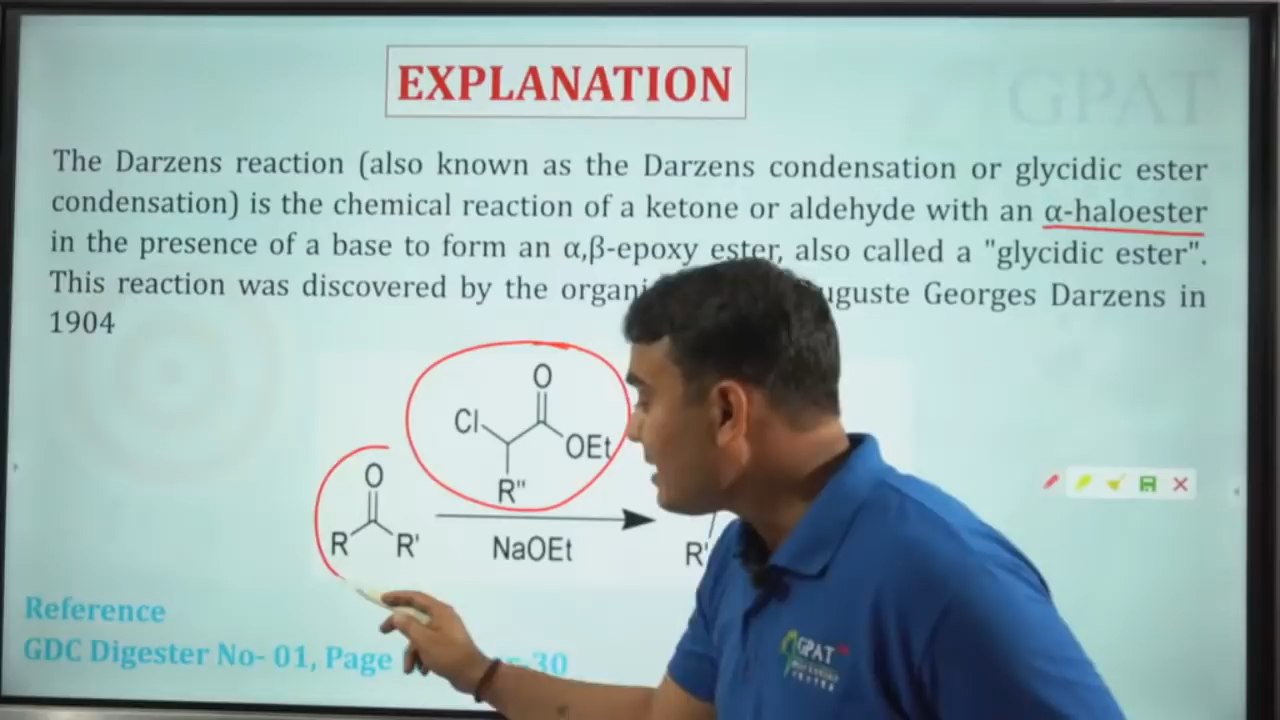 EXPLANATION
GPAT
The Darzens reaction (also known as the Darzens condensation or glycidic ester
condensation) is the chemical reaction of a ketone or aldehyde with an α-haloester
in the presence of a base to form an α,β-epoxy ester, also called a "glycidic ester".
This reaction was discovered by the organi uguste Georges Darzens in
1904
O
Cl
OEt
R"
O
R R'
NaOEt
R'
Reference
GDC Digester No- 01, Page 30
GPAT